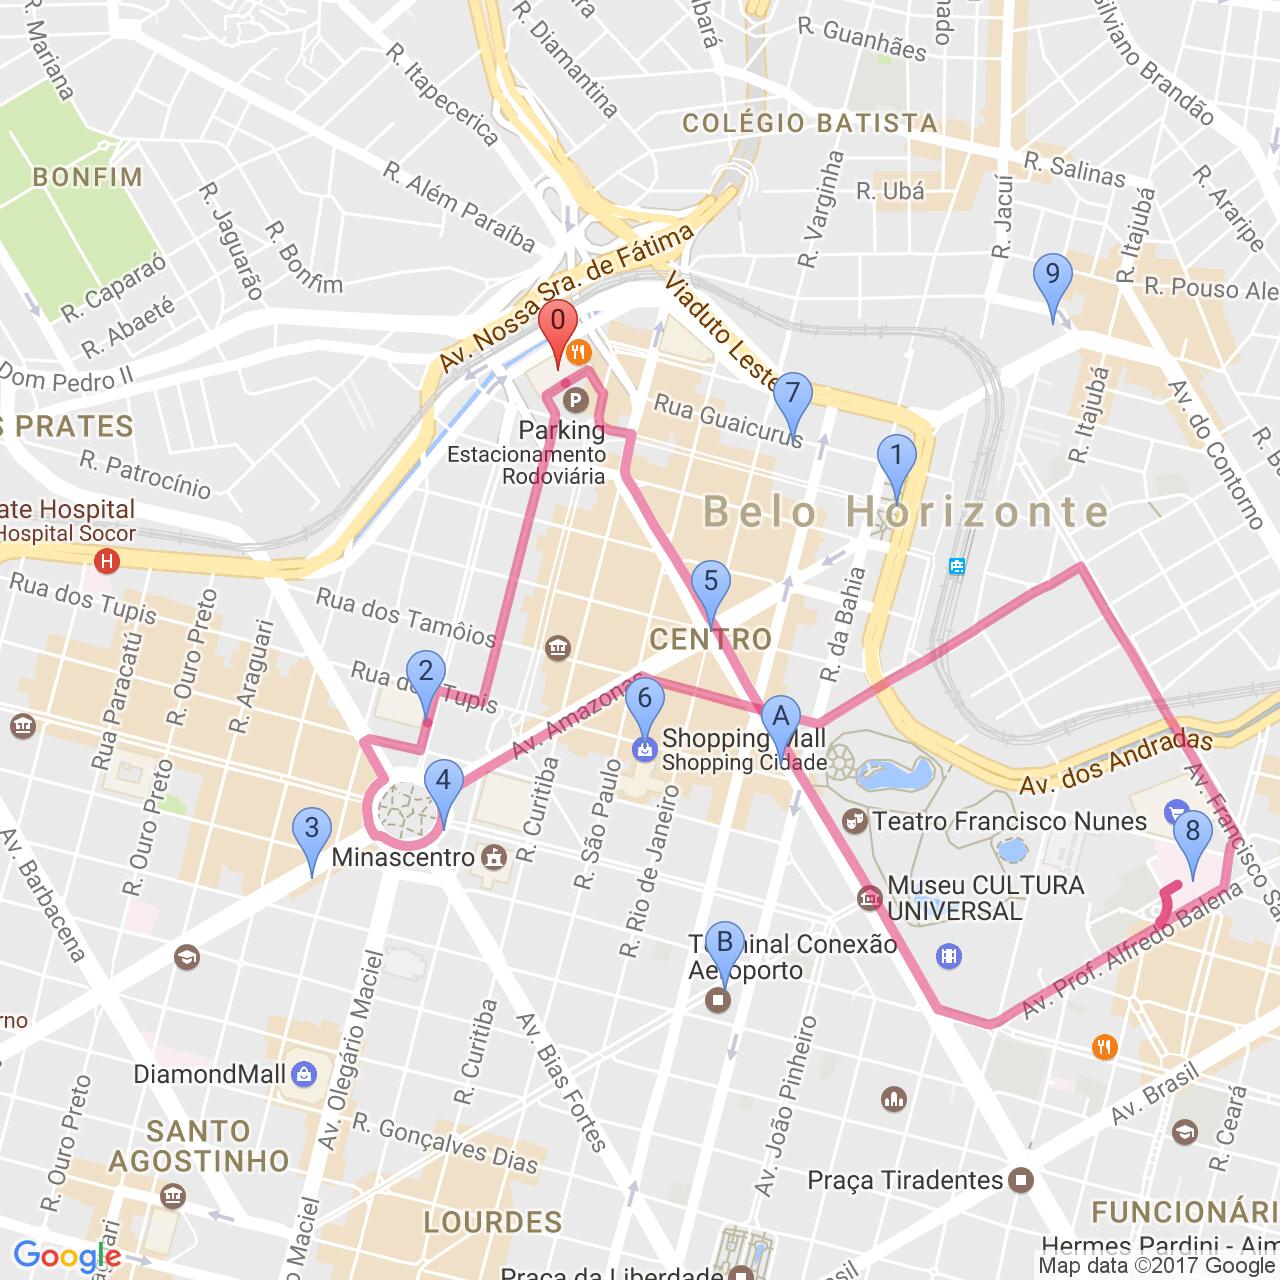 R. Mariana
R. Diamantina
R. Itapecerica
R. Guanhães
Silviano Brandão
COLÉGIO BATISTA
R. Salinas
BONFIM
R. Além Paraíba
R. Varginha
R. Ubá
R. Jacuí
R. Itajubá
R. Araripe
R. Jaguarão
R. Bonfim
R. Caparaó
R. Abaeté
Av. Nossa Sra. de Fátima
Viaduto Leste
R. Pouso Ale
9
0
Dom Pedro II
7
Rua Guaicurus
R. Itajubá
Av. do Contorno
S PRATES
P
Parking
Estacionamento
Rodoviária
R. Patrocínio
1
Belo Horizonte
ate Hospital
Hospital Socor
H
Rua dos Tupis
R. Ouro Preto
Rua dos Tamôios
5
CENTRO
R. da Bahia
Rua Paracatú
R. Araguari
2
Rua dos Tupis
Av. Amazonas
6
A
Shopping Mall
Shopping Cidade
Av. dos Andradas
Av. Francisco Sa
4
3
R. Ouro Preto
R. Curitiba
R. São Paulo
R. Rio de Janeiro
Teatro Francisco Nunes
8
Minascentro
Museu CULTURA
UNIVERSAL
Av. Barbacena
B
Terminal Conexão
Aeroporto
Av. Prof. Alfredo Balena
rno
Av. Olegário Maciel
R. Curitiba
Av. Bias Fortes
Av. João Pinheiro
DiamondMall
R. Ouro Preto
SANTO
AGOSTINHO
R. Gonçalves Dias
Av. Brasil
R. Ceará
Praça Tiradentes
LOURDES
FUNCIONÁRI
Hermes Pardini - Aim
Google
Praça da Liberdade
Map data ©2017 Google